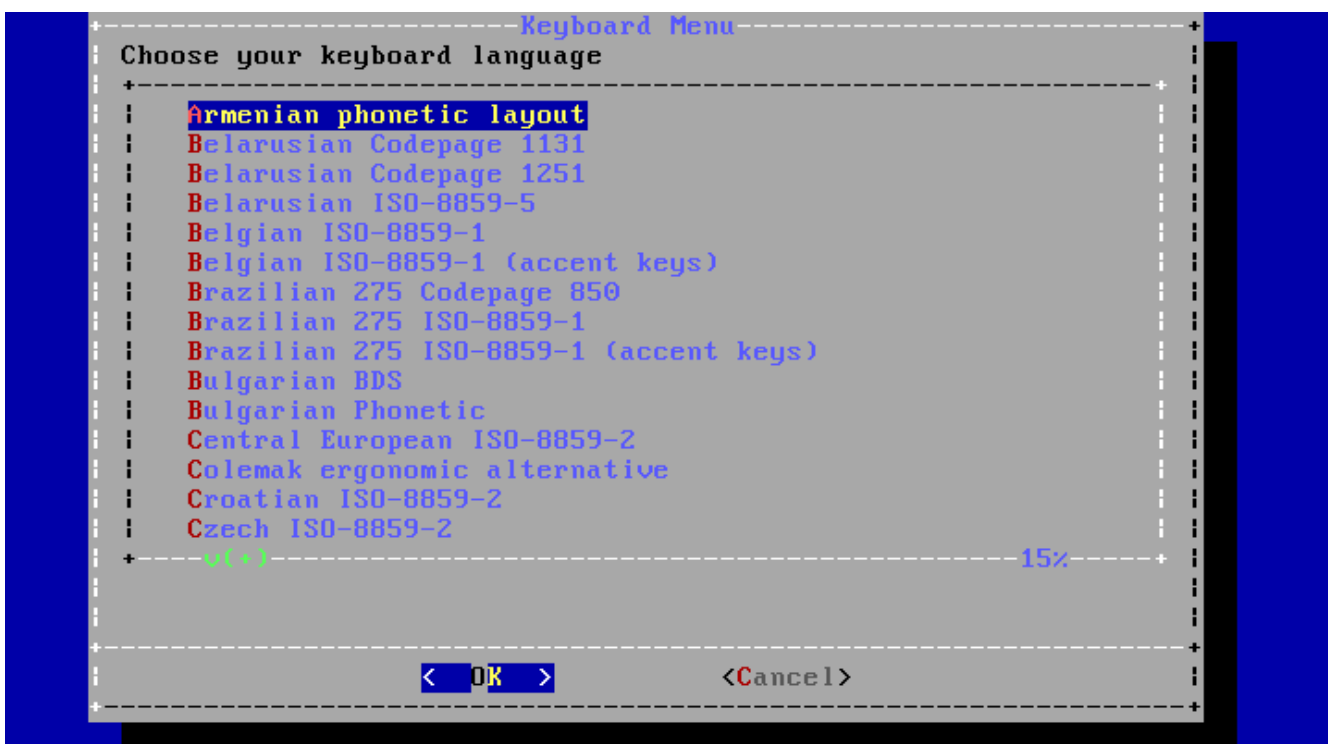 Keyboard Menu
Choose your keyboard language
Armenian phonetic layout
Belarusian Codepage 1131
Belarusian Codepage 1251
Belarusian ISO-8859-5
Belgian ISO-8859-1
Belgian ISO-8859-1 (accent keys)
Brazilian 275 Codepage 850
Brazilian 275 ISO-8859-1
Brazilian 275 ISO-8859-1 (accent keys)
Bulgarian BDS
Bulgarian Phonetic
Central European ISO-8859-2
Colemak ergonomic alternative
Croatian ISO-8859-2
Czech ISO-8859-2
v(+) 15%
< OK > <Cancel>